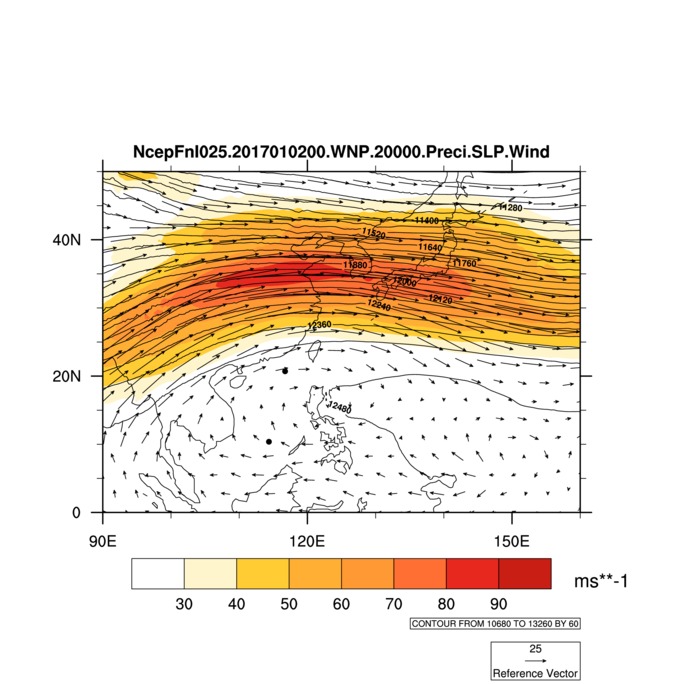 NcepFnl025.2017010200.WNP.20000.Preci.SLP.Wind
11280
11400
11520
40N
11640
11880
11760
12000
12120
12240
12360
20N
12480
0
90E 120E 150E
ms**-1
30 40 50 60 70 80 90
CONTOUR FROM 10680 TO 13260 BY 60
25
Reference Vector